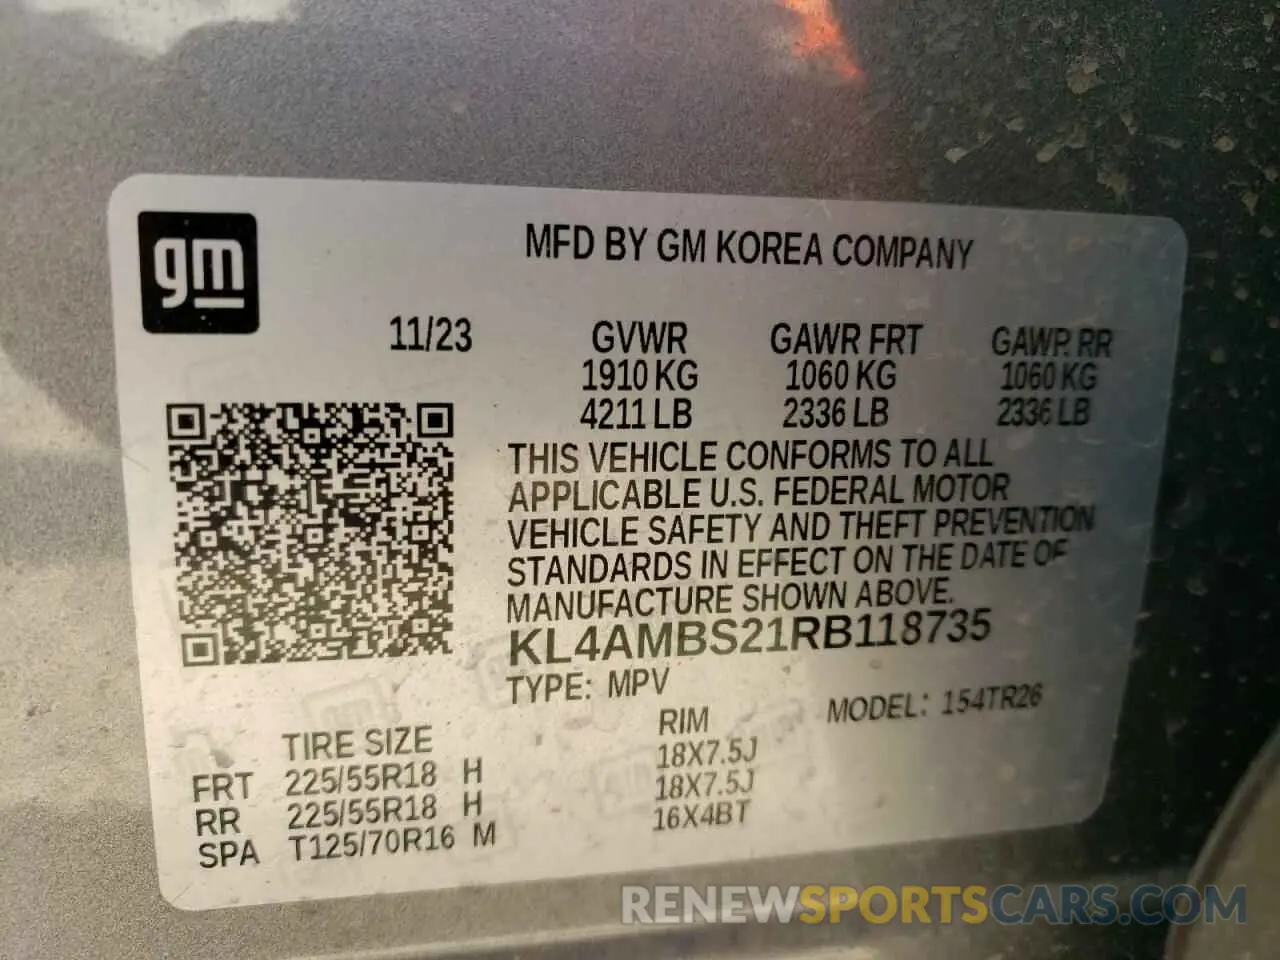 gm
MFD BY GM KOREA COMPANY
11/23 GVWR GAWR FRT GAWR RR
1910 KG 1060 KG 1060 KG
4211 LB 2336 LB 2336 LB
THIS VEHICLE CONFORMS TO ALL
APPLICABLE U.S. FEDERAL MOTOR
VEHICLE SAFETY AND THEFT PREVENTION
STANDARDS IN EFFECT ON THE DATE OF
MANUFACTURE SHOWN ABOVE.
KL4AMBS21RB118735
TYPE: MPV MODEL: 154TR26
TIRE SIZE RIM
FRT 225/55R18 H 18X7.5J
RR 225/55R18 H 18X7.5J
SPA T125/70R16 M 16X4BT
RENEWSPORTSCARS.COM